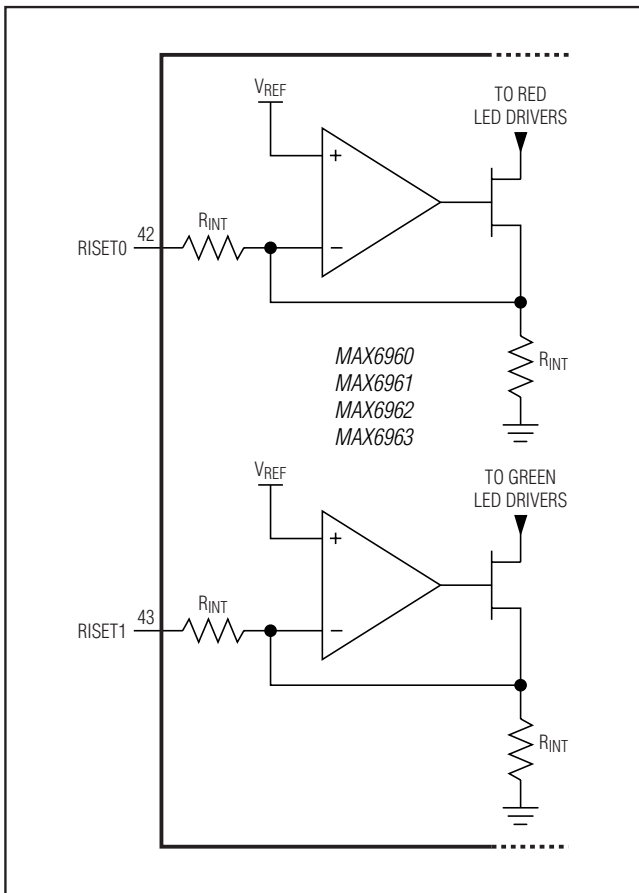 VREF
+
TO RED
LED DRIVERS
42
RINT
RISET0
−
MAX6960
MAX6961
MAX6962
MAX6963
RINT
VREF
+
TO GREEN
LED DRIVERS
43
RINT
RISET1
−
RINT